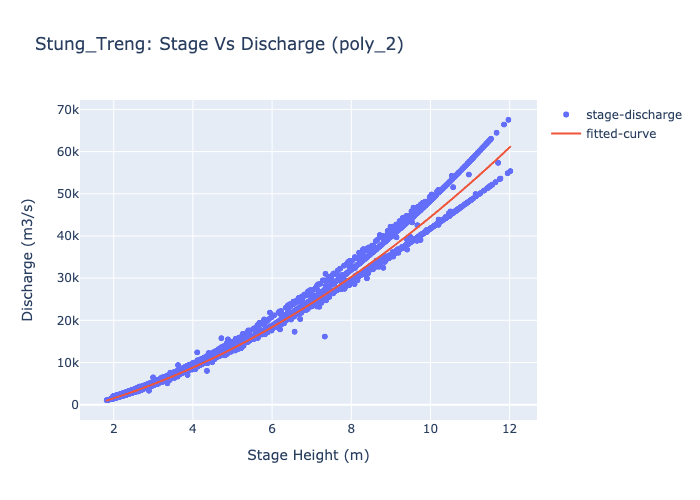 Stung_Treng: Stage Vs Discharge (poly_2)
70k
60k
50k
40k
30k
20k
10k
0
Discharge (m3/s)
2
4
6
8
10
12
Stage Height (m)
stage-discharge
fitted-curve